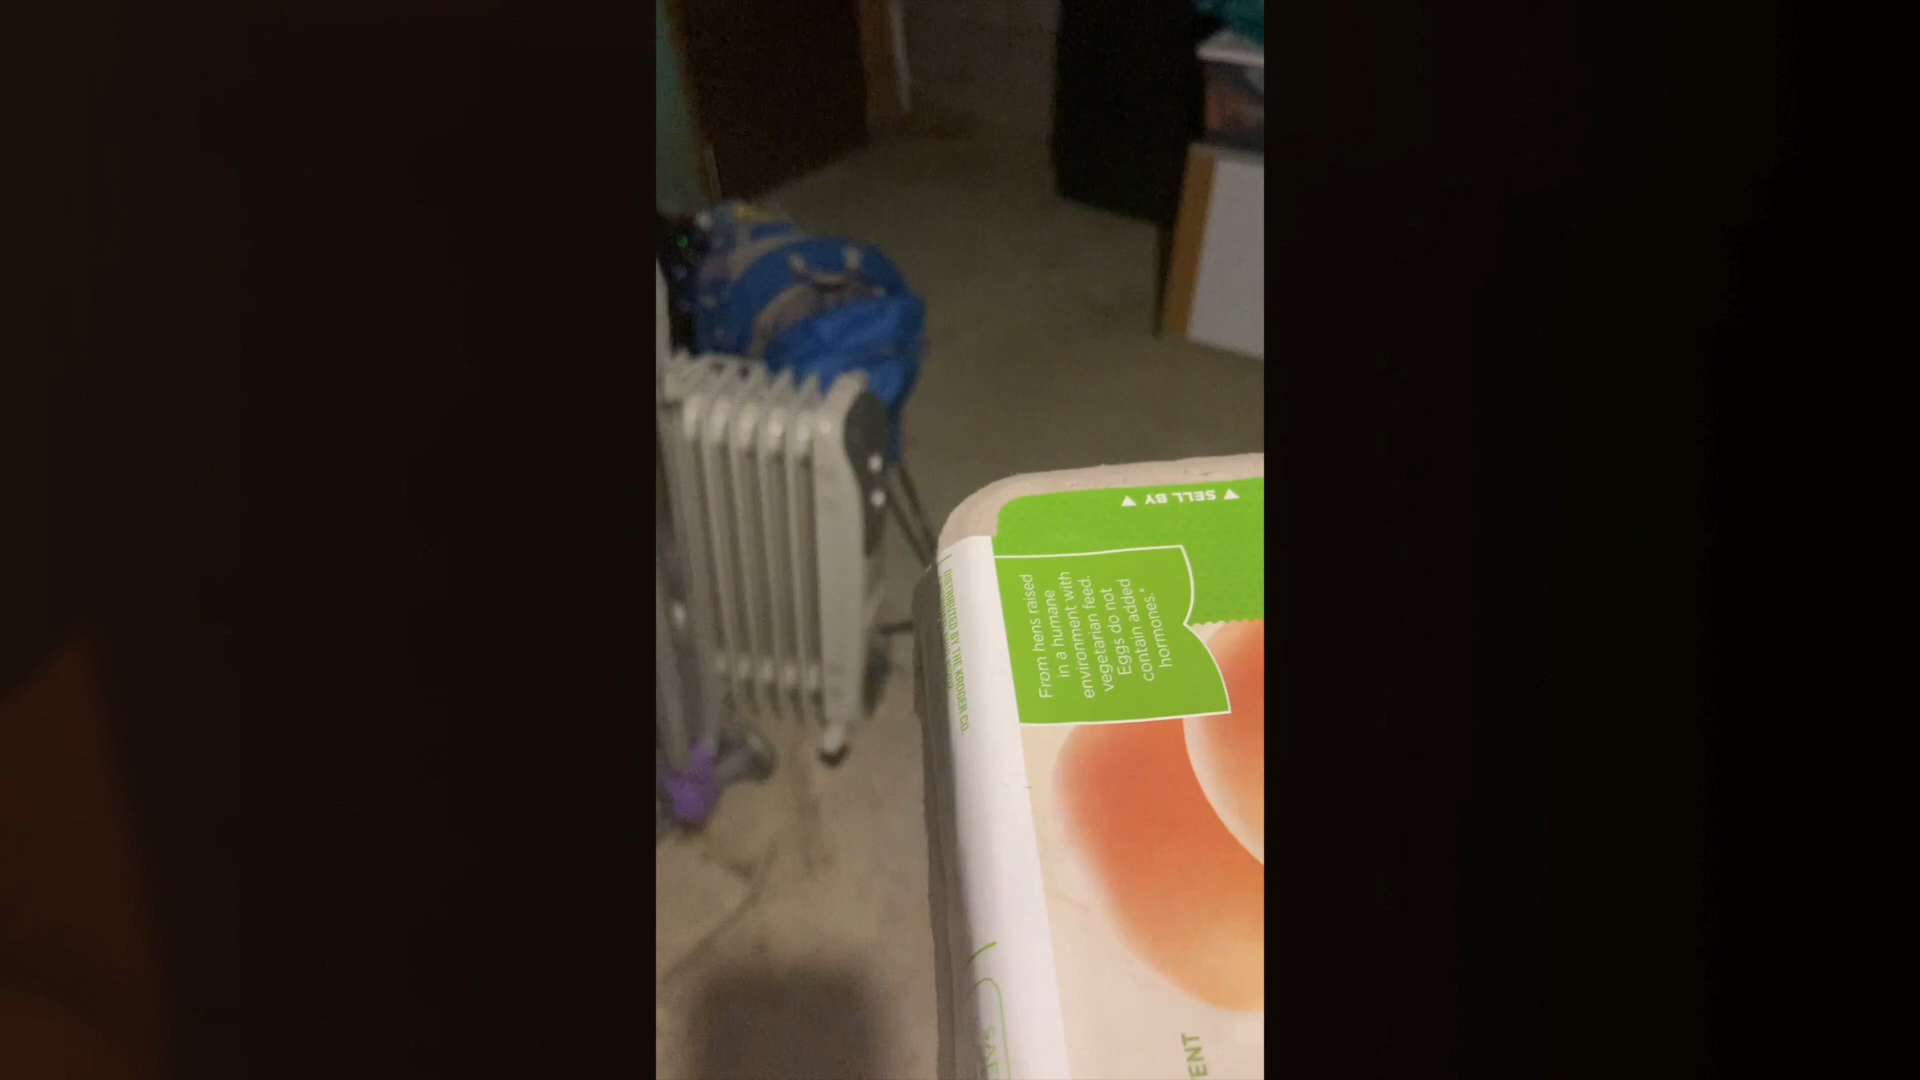 ▼ SELL BY ▼
From hens raised
in a humane
environment with
vegetarian feed.
Eggs do not
contain added
hormones.*
DISTRIBUTED BY THE KROGER CO.
ENT